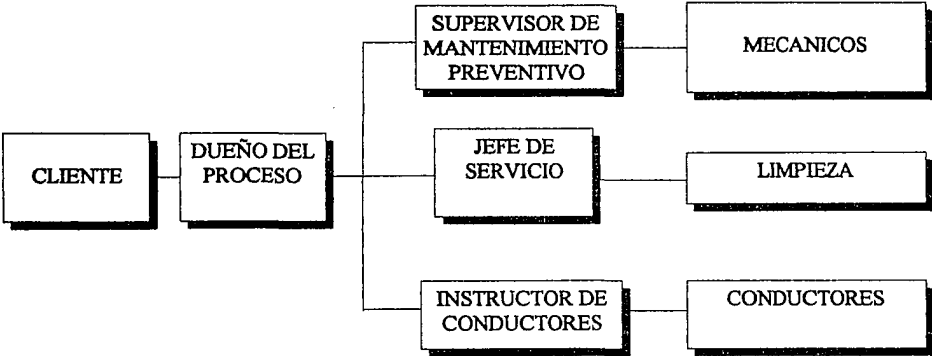 SUPERVISOR DE
MANTENIMIENTO
PREVENTIVO
MECANICOS
CLIENTE
DUEÑO DEL
PROCESO
JEFE DE
SERVICIO
LIMPIEZA
INSTRUCTOR DE
CONDUCTORES
CONDUCTORES